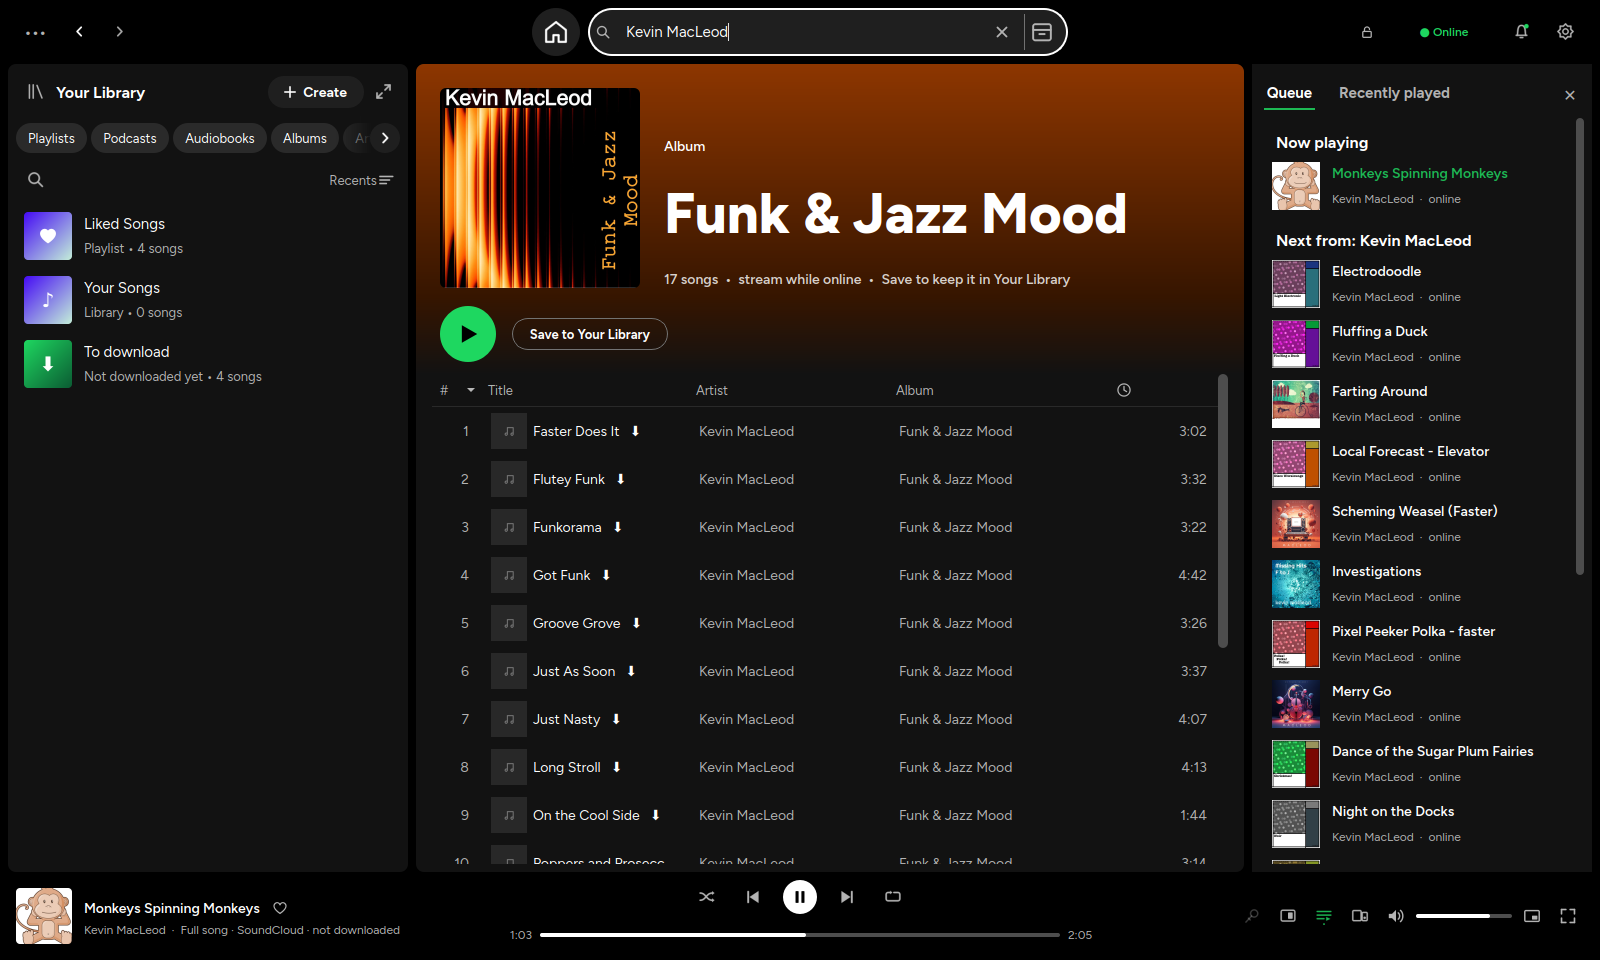 Kevin MacLeod
Online
Your Library
Create
Playlists
Podcasts
Audiobooks
Albums
Recents
Liked Songs
Playlist • 4 songs
Your Songs
Library • 0 songs
To download
Not downloaded yet • 4 songs
Kevin MacLeod
Funk & Jazz
Mood
Album
Funk & Jazz Mood
17 songs • stream while online • Save to keep it in Your Library
Save to Your Library
# Title Artist Album
1 Faster Does It Kevin MacLeod Funk & Jazz Mood 3:02
2 Flutey Funk Kevin MacLeod Funk & Jazz Mood 3:32
3 Funkorama Kevin MacLeod Funk & Jazz Mood 3:22
4 Got Funk Kevin MacLeod Funk & Jazz Mood 4:42
5 Groove Grove Kevin MacLeod Funk & Jazz Mood 3:26
6 Just As Soon Kevin MacLeod Funk & Jazz Mood 3:37
7 Just Nasty Kevin MacLeod Funk & Jazz Mood 4:07
8 Long Stroll Kevin MacLeod Funk & Jazz Mood 4:13
9 On the Cool Side Kevin MacLeod Funk & Jazz Mood 1:44
10 Peppers and Prosecc Kevin MacLeod Funk & Jazz Mood 3:14
Queue
Recently played
Now playing
Monkeys Spinning Monkeys
Kevin MacLeod · online
Next from: Kevin MacLeod
Electrodoodle
Kevin MacLeod · online
Fluffing a Duck
Kevin MacLeod · online
Farting Around
Kevin MacLeod · online
Local Forecast - Elevator
Kevin MacLeod · online
Scheming Weasel (Faster)
Kevin MacLeod · online
Investigations
Kevin MacLeod · online
Pixel Peeker Polka - faster
Kevin MacLeod · online
Merry Go
Kevin MacLeod · online
Dance of the Sugar Plum Fairies
Kevin MacLeod · online
Night on the Docks
Kevin MacLeod · online
Monkeys Spinning Monkeys
Kevin MacLeod · Full song · SoundCloud · not downloaded
1:03
2:05